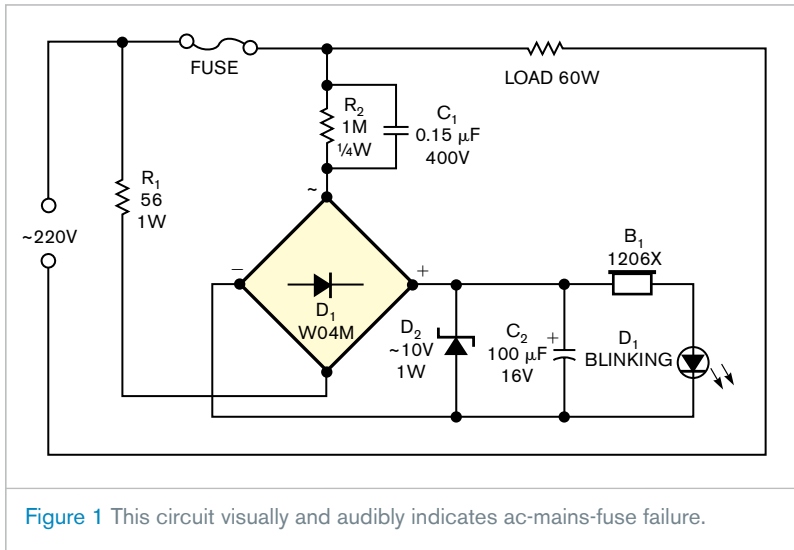 FUSE
LOAD 60W
R2
1M
¼W
C1
0.15 μF
400V
R1
56
1W
~220V
~
−
+
D1
W04M
B1
1206X
D2
~10V
1W
C2
100 μF
16V
+
D1
BLINKING
Figure 1 This circuit visually and audibly indicates ac-mains-fuse failure.